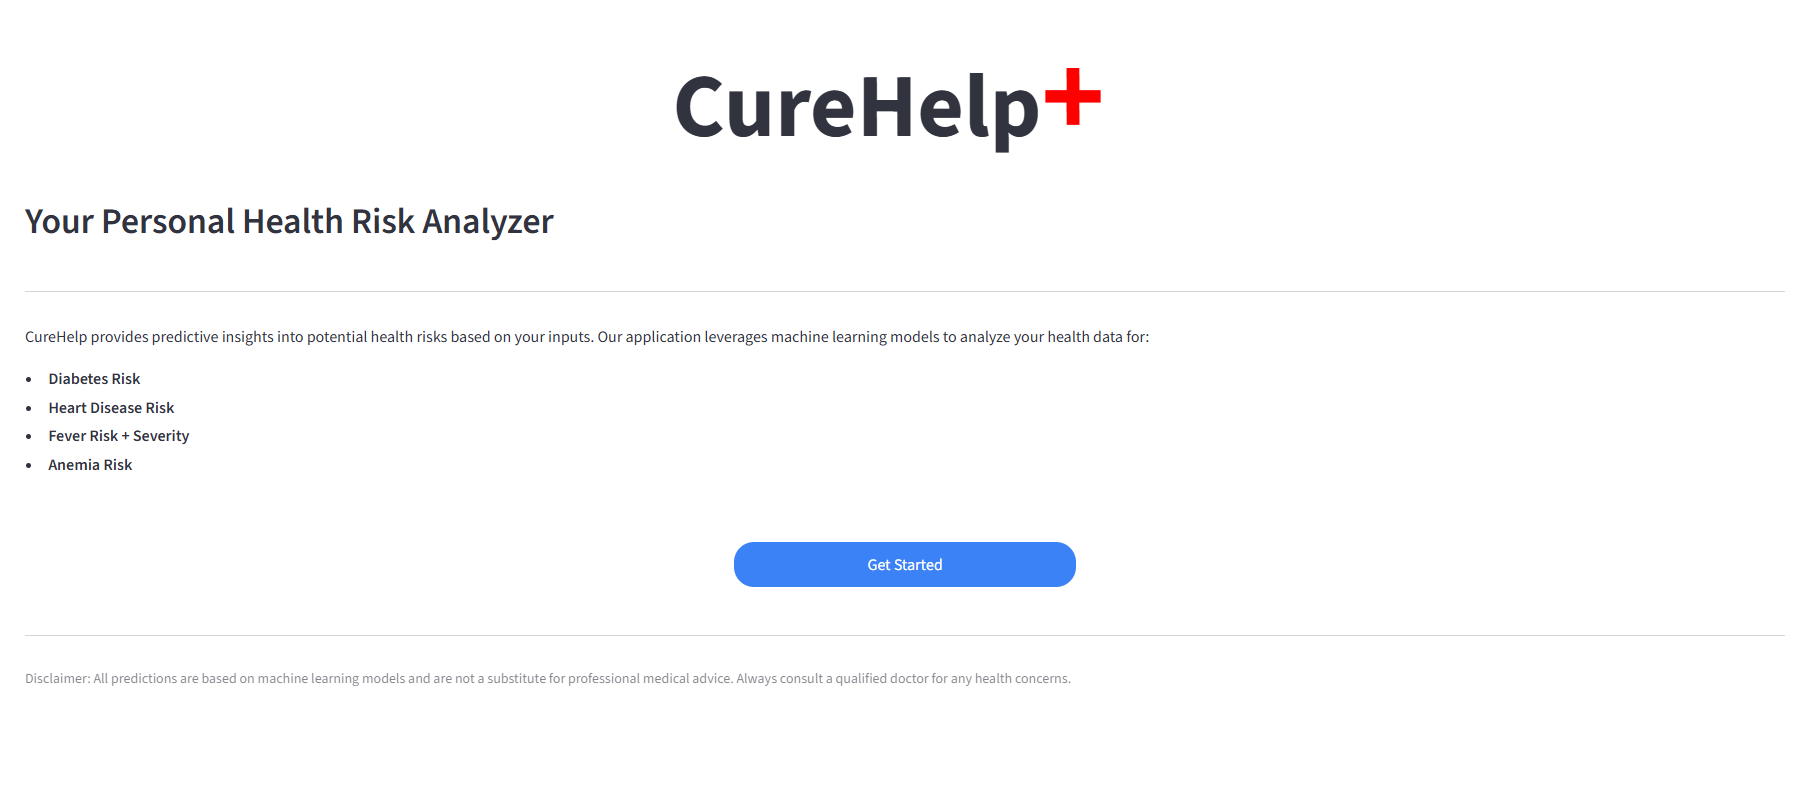 CureHelp+
Your Personal Health Risk Analyzer
CureHelp provides predictive insights into potential health risks based on your inputs. Our application leverages machine learning models to analyze your health data for:
• Diabetes Risk
• Heart Disease Risk
• Fever Risk + Severity
• Anemia Risk
Get Started
Disclaimer: All predictions are based on machine learning models and are not a substitute for professional medical advice. Always consult a qualified doctor for any health concerns.